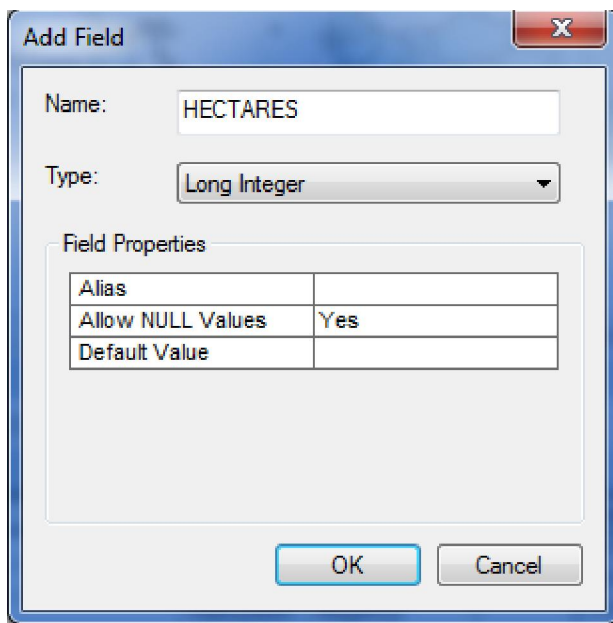 Add Field
Name: HECTARES
Type: Long Integer
Field Properties
Alias
Allow NULL Values Yes
Default Value
OK Cancel